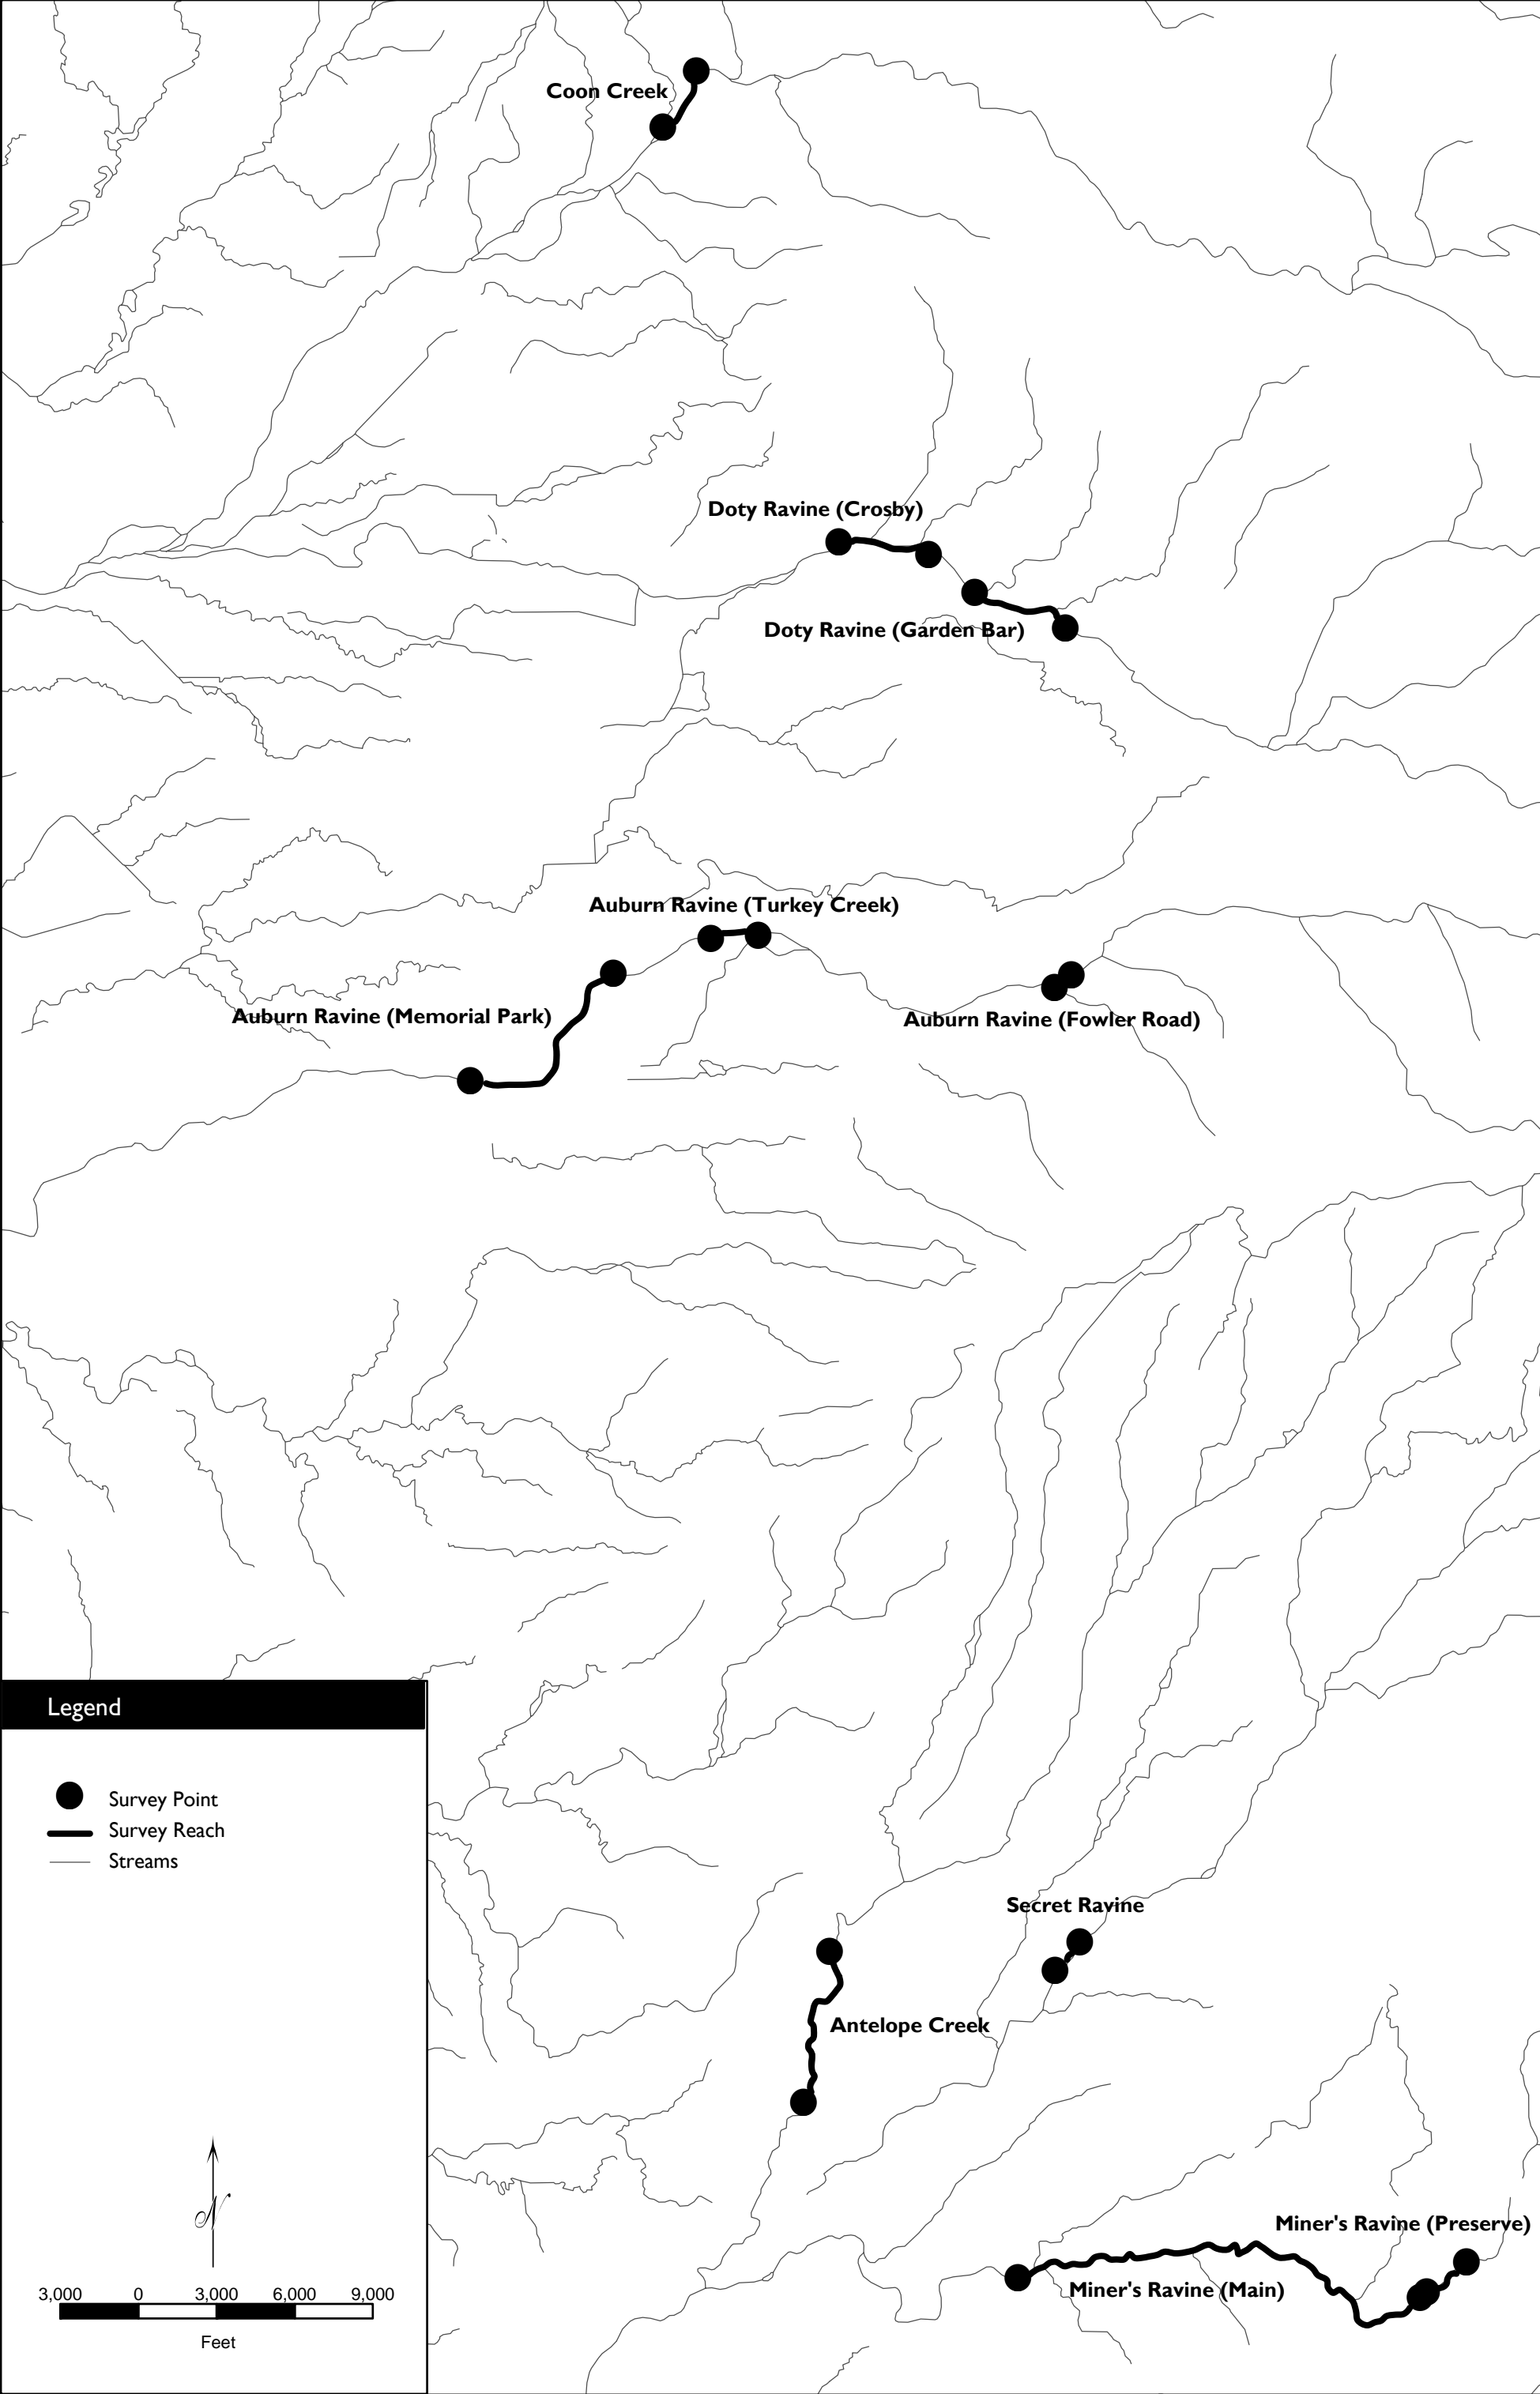 Coon Creek
Doty Ravine (Crosby)
Doty Ravine (Garden Bar)
Auburn Ravine (Turkey Creek)
Auburn Ravine (Memorial Park)
Auburn Ravine (Fowler Road)
Legend
Survey Point
Survey Reach
Streams
Secret Ravine
Antelope Creek
N
Miner's Ravine (Preserve)
Miner's Ravine (Main)
3,000 0 3,000 6,000 9,000
Feet